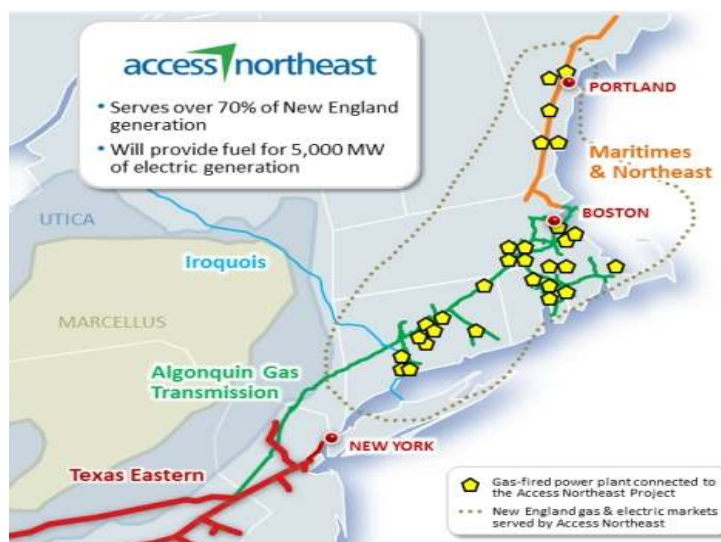 access northeast
• Serves over 70% of New England
generation
• Will provide fuel for 5,000 MW
of electric generation
PORTLAND
Maritimes
& Northeast
BOSTON
UTICA
Iroquois
MARCELLUS
Algonquin Gas
Transmission
NEW YORK
Texas Eastern
Gas-fired power plant connected to
the Access Northeast Project
New England gas & electric markets
served by Access Northeast